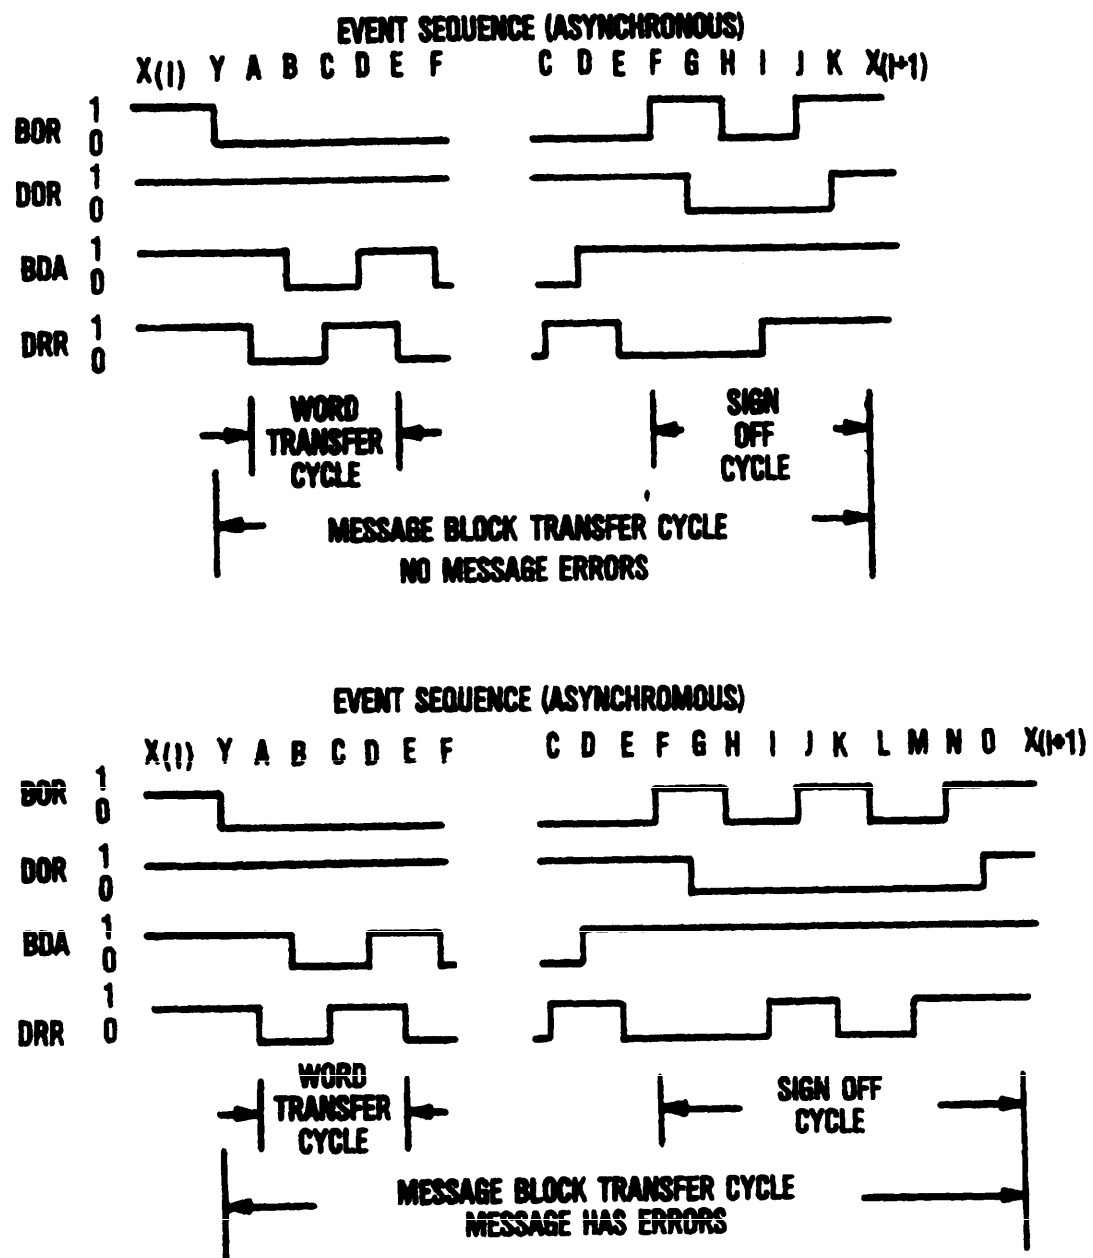 EVENT SEQUENCE (ASYNCHRONOUS)
X(I) Y A B C D E F C D E F G H I J K X(I+1)
BOR 1 0
DOR 1 0
BDA 1 0
DRR 1 0
WORD
TRANSFER
CYCLE
SIGN
OFF
CYCLE
MESSAGE BLOCK TRANSFER CYCLE
NO MESSAGE ERRORS
EVENT SEQUENCE (ASYNCHROMOUS)
X(I) Y A B C D E F C D E F G H I J K L M N O X(I+1)
BOR 1 0
DOR 1 0
BDA 1 0
DRR 1 0
WORD
TRANSFER
CYCLE
SIGN OFF
CYCLE
MESSAGE BLOCK TRANSFER CYCLE
MESSAGE HAS ERRORS